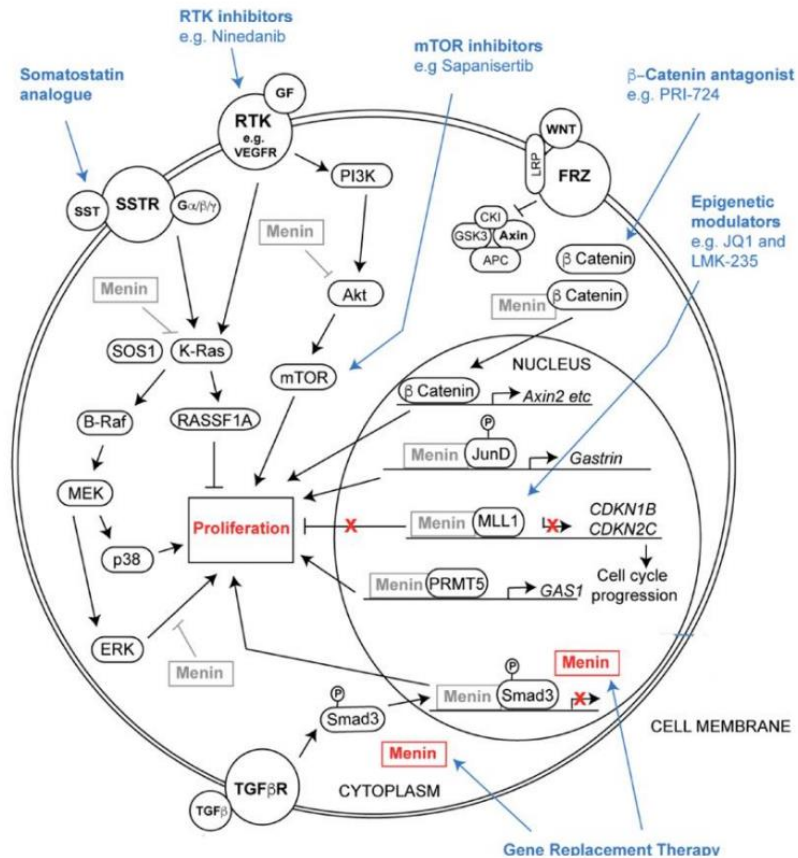 RTK inhibitors
e.g. Ninedanib
mTOR inhibitors
e.g Sapanisertib
β–Catenin antagonist
e.g. PRI-724
Somatostatin
analogue
GF
RTK
e.g.
VEGFR
WNT
LRP
FRZ
PI3K
SST
SSTR
Gα/β/γ
CKI
GSK3
Axin
APC
Epigenetic
modulators
e.g. JQ1 and
LMK-235
Menin
β Catenin
Akt
Menin
Menin
β Catenin
SOS1
K-Ras
mTOR
NUCLEUS
β Catenin
Axin2 etc
B-Raf
RASSF1A
P
Menin
JunD
Gastrin
MEK
Proliferation
X
Menin
MLL1
X
CDKN1B
CDKN2C
p38
Menin
PRMT5
GAS1
Cell cycle
progression
ERK
Menin
P
Menin
Smad3
X
Menin
P
Smad3
CELL MEMBRANE
Menin
TGFβR
TGFβ
CYTOPLASM
Gene Replacement Therapy